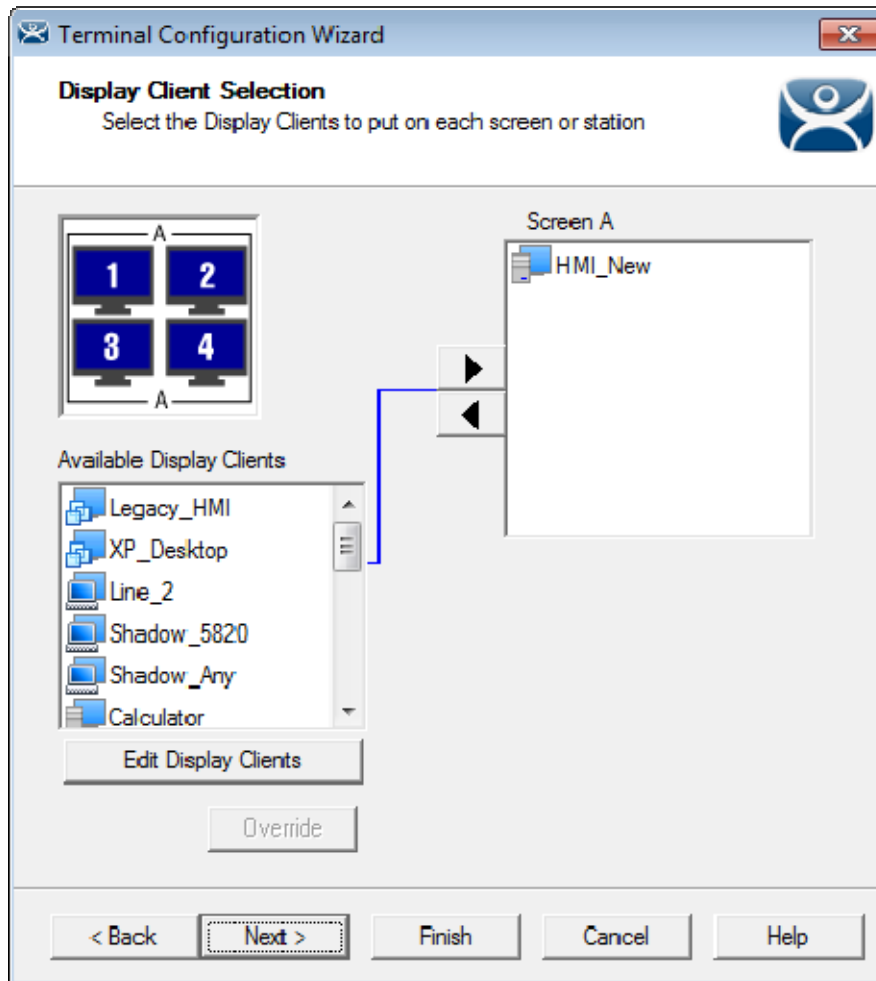 Terminal Configuration Wizard
Display Client Selection
Select the Display Clients to put on each screen or station
A
1 2
3 4
A
Screen A
HMI_New
Available Display Clients
Legacy_HMI
XP_Desktop
Line_2
Shadow_5820
Shadow_Any
Calculator
Edit Display Clients
Override
< Back Next > Finish Cancel Help